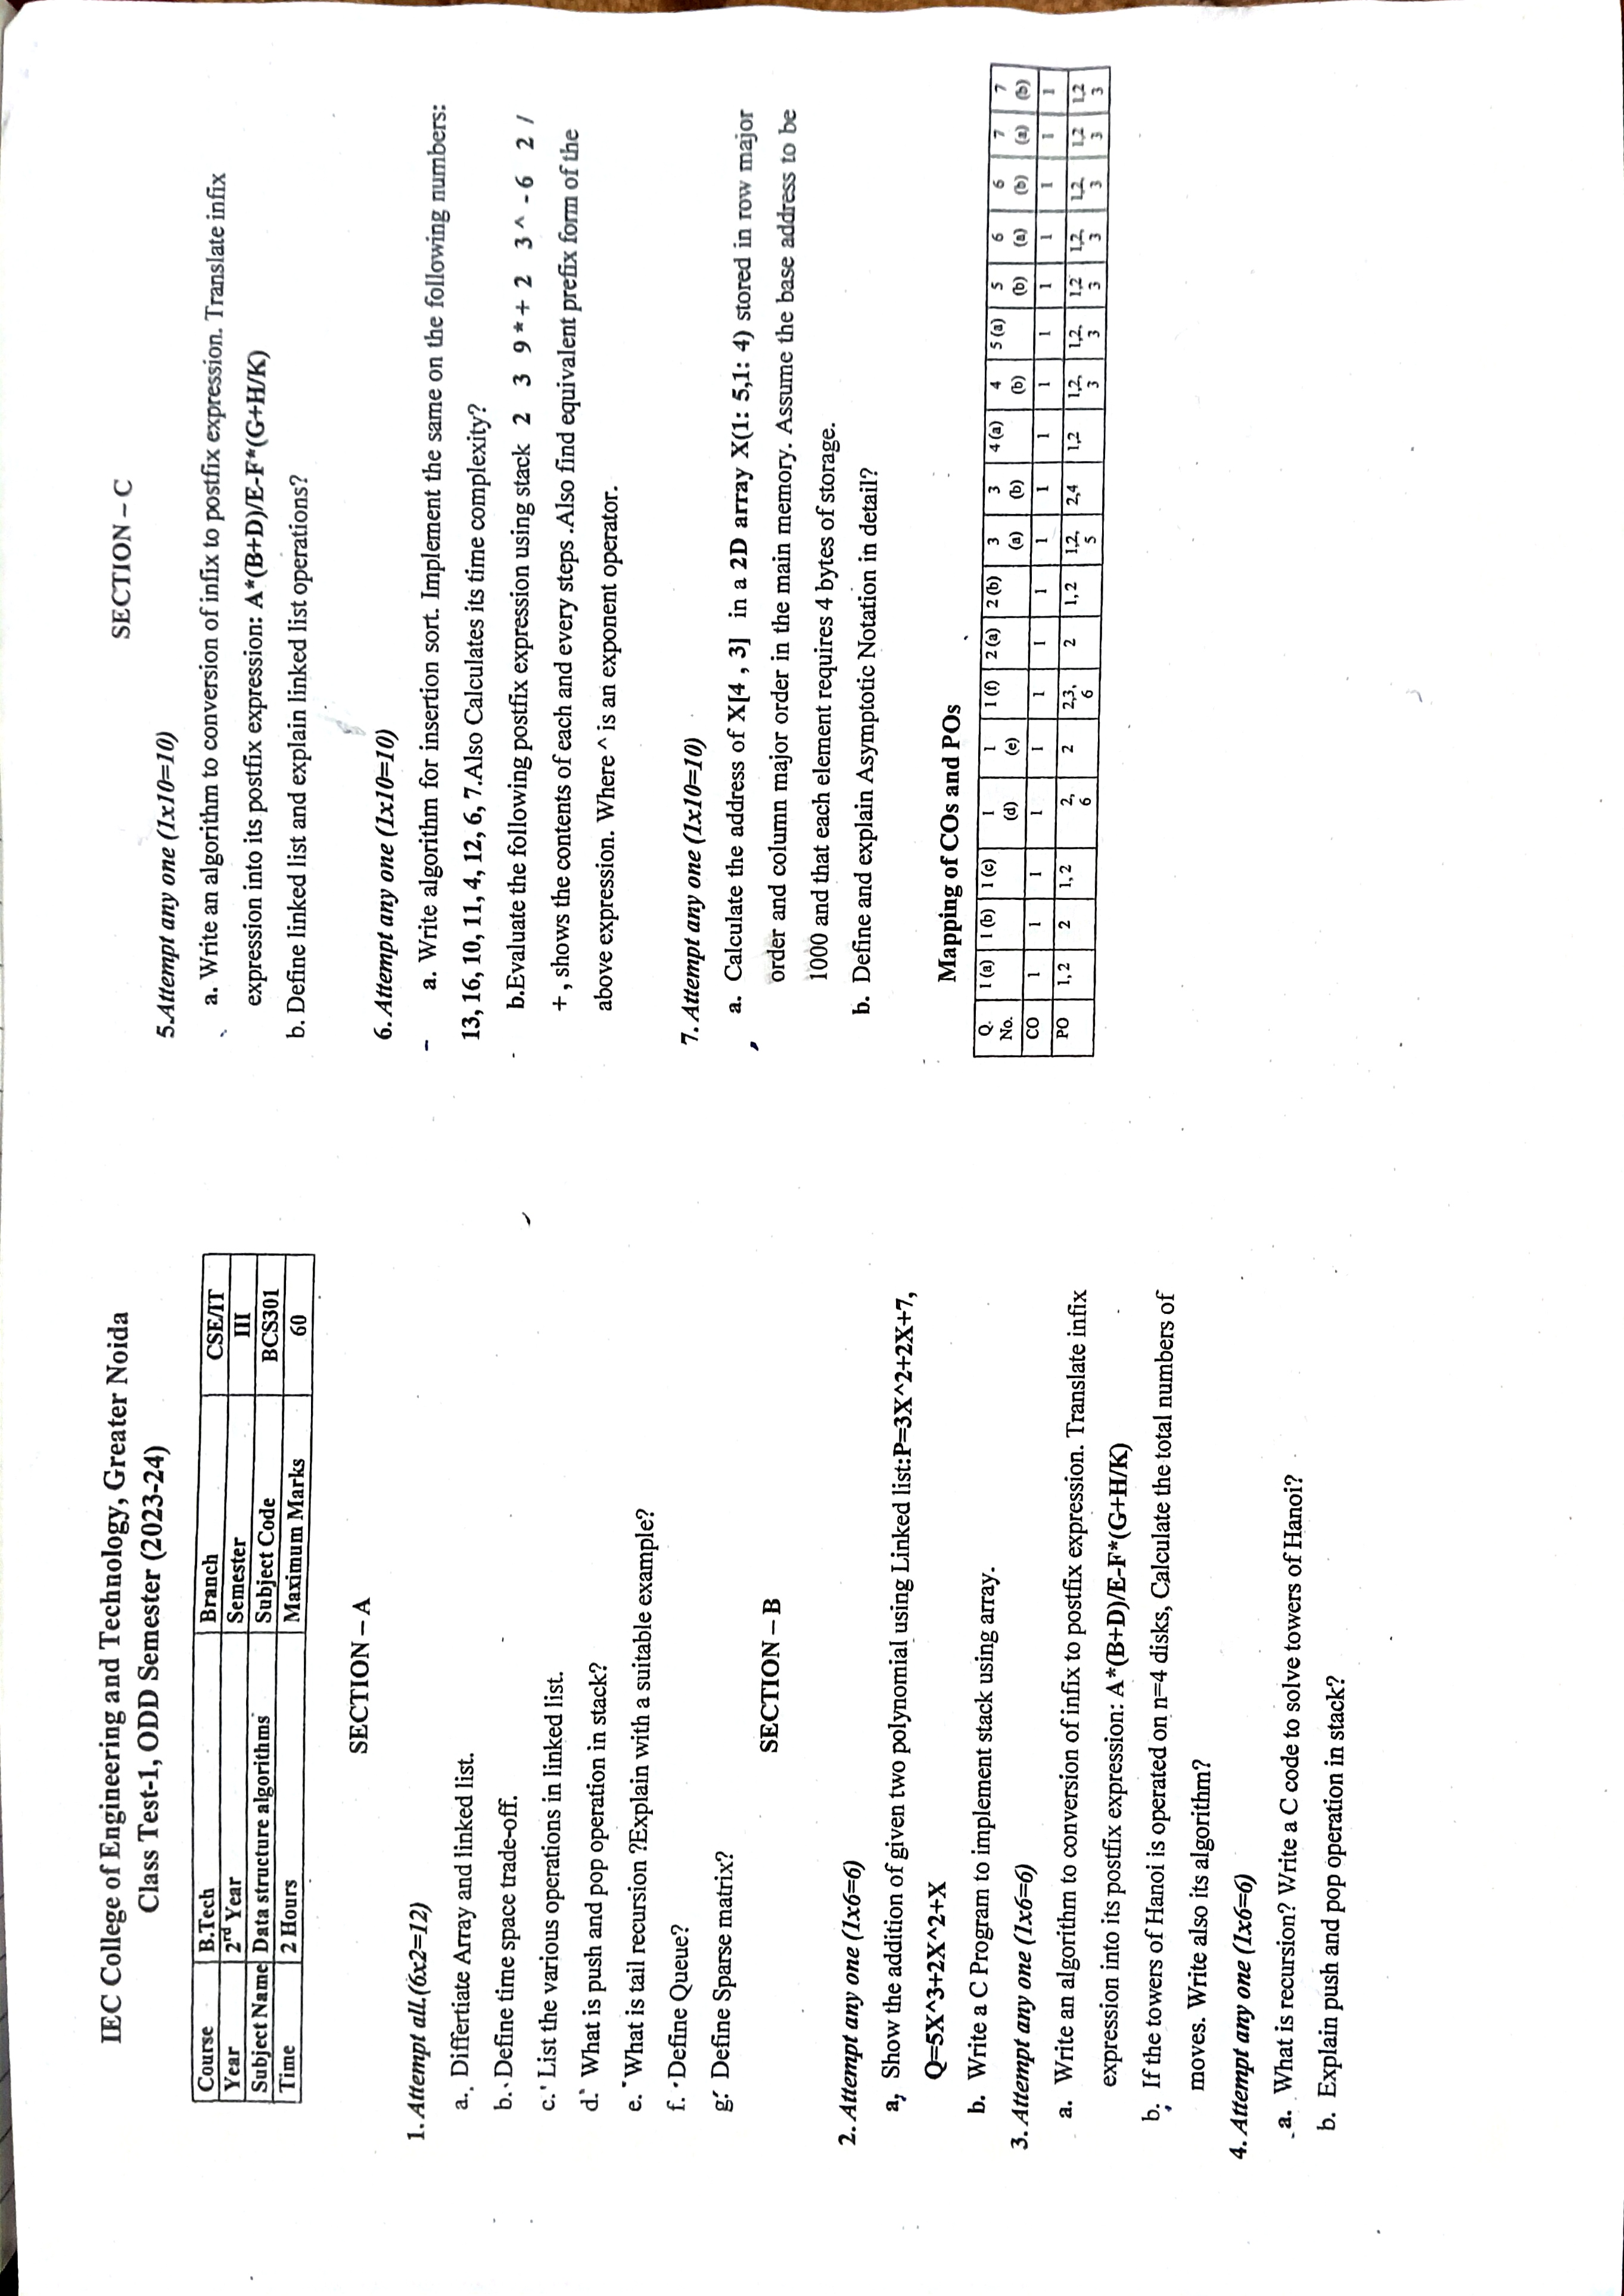 IEC College of Engineering and Technology, Greater Noida
Class Test-1, ODD Semester (2023-24)
Course B.Tech Branch CSE/IT
Year 2rd Year Semester III
Subject Name Data structure algorithms Subject Code BCS301
Time 2 Hours Maximum Marks 60
SECTION – A
1. Attempt all.(6x2=12)
a. Differtiate Array and linked list.
b. Define time space trade-off.
c. List the various operations in linked list.
d. What is push and pop operation in stack?
e. What is tail recursion ?Explain with a suitable example?
f. Define Queue?
g. Define Sparse matrix?
SECTION – B
2. Attempt any one (1x6=6)
a, Show the addition of given two polynomial using Linked list:P=3X^2+2X+7,
Q=5X^3+2X^2+X
b. Write a C Program to implement stack using array.
3. Attempt any one (1x6=6)
a. Write an algorithm to conversion of infix to postfix expression. Translate infix
expression into its postfix expression: A*(B+D)/E-F*(G+H/K)
b. If the towers of Hanoi is operated on n=4 disks, Calculate the total numbers of
moves. Write also its algorithm?
4. Attempt any one (1x6=6)
a. What is recursion? Write a C code to solve towers of Hanoi?
b. Explain push and pop operation in stack?
SECTION – C
5.Attempt any one (1x10=10)
a. Write an algorithm to conversion of infix to postfix expression. Translate infix
expression into its postfix expression: A*(B+D)/E-F*(G+H/K)
b. Define linked list and explain linked list operations?
6. Attempt any one (1x10=10)
a. Write algorithm for insertion sort. Implement the same on the following numbers:
13, 16, 10, 11, 4, 12, 6, 7.Also Calculates its time complexity?
b.Evaluate the following postfix expression using stack 2 3 9 * + 2 3 ^ - 6 2 /
+ , shows the contents of each and every steps .Also find equivalent prefix form of the
above expression. Where ^ is an exponent operator.
7. Attempt any one (1x10=10)
a. Calculate the address of X[4 , 3] in a 2D array X(1: 5,1: 4) stored in row major
order and column major order in the main memory. Assume the base address to be
1000 and that each element requires 4 bytes of storage.
b. Define and explain Asymptotic Notation in detail?
Mapping of COs and POs
Q. No. 1 (a) 1 (b) 1 (c) 1 (d) 1 (e) 1 (f) 2 (a) 2 (b) 3 (a) 3 (b) 4 (a) 4 (b) 5 (a) 5 (b) 6 (a) 6 (b) 7 (a) 7 (b)
CO 1 1 1 1 1 1 1 1 1 1 1 1 1 1 1 1 1 1
PO 1, 2 2 1, 2 2, 6 2 2,3, 6 2 1, 2 1,2, 5 2,4 1,2 1,2, 3 1,2, 3 1,2 3 1,2, 3 1,2, 3 1,2 3 1,2 3